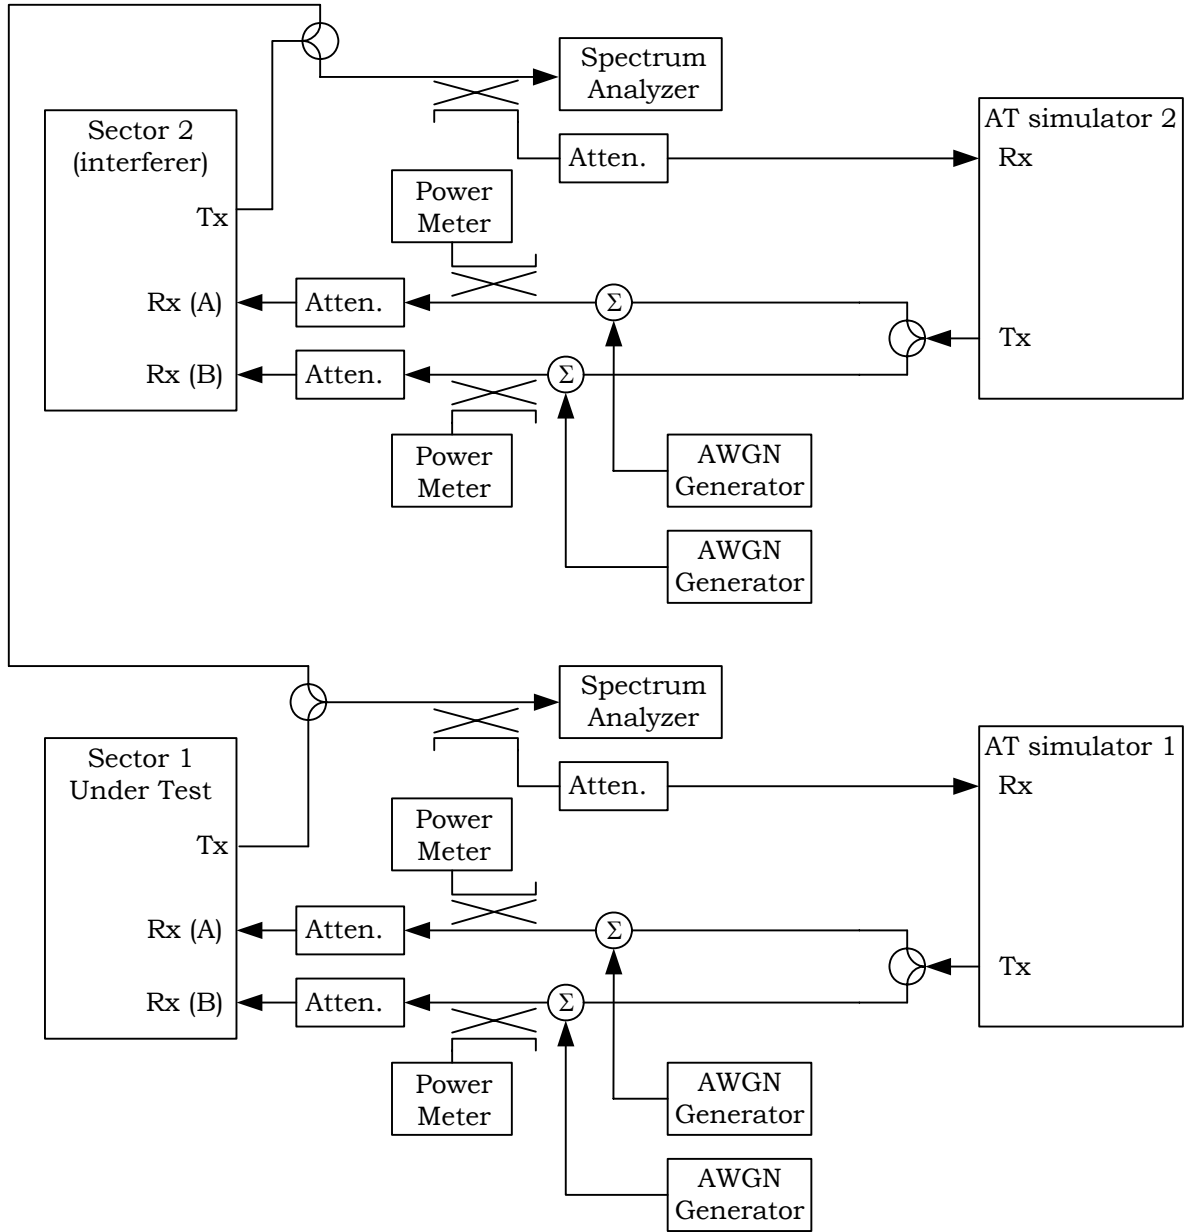 Spectrum
Analyzer
Sector 2
(interferer)
AT simulator 2
Atten.
Rx
Power
Meter
Tx
Rx (A)
Atten.
Σ
Tx
Rx (B)
Atten.
Σ
Power
Meter
AWGN
Generator
AWGN
Generator
Spectrum
Analyzer
Sector 1
Under Test
AT simulator 1
Atten.
Rx
Power
Meter
Tx
Rx (A)
Atten.
Σ
Tx
Rx (B)
Atten.
Σ
Power
Meter
AWGN
Generator
AWGN
Generator